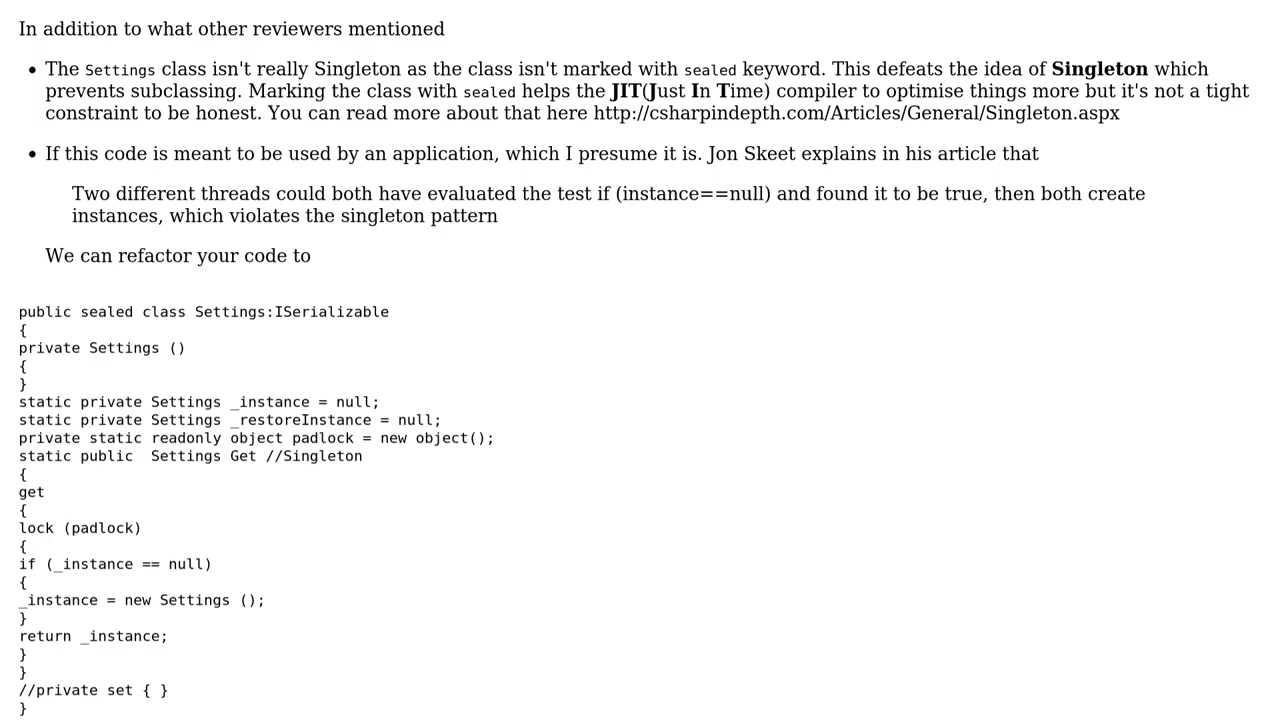 In addition to what other reviewers mentioned
• The Settings class isn't really Singleton as the class isn't marked with sealed keyword. This defeats the idea of Singleton which
prevents subclassing. Marking the class with sealed helps the JIT(Just In Time) compiler to optimise things more but it's not a tight
constraint to be honest. You can read more about that here http://csharpindepth.com/Articles/General/Singleton.aspx
• If this code is meant to be used by an application, which I presume it is. Jon Skeet explains in his article that
Two different threads could both have evaluated the test if (instance==null) and found it to be true, then both create
instances, which violates the singleton pattern
We can refactor your code to
public sealed class Settings:ISerializable
{
private Settings ()
{
}
static private Settings _instance = null;
static private Settings _restoreInstance = null;
private static readonly object padlock = new object();
static public  Settings Get //Singleton
{
get
{
lock (padlock)
{
if (_instance == null)
{
_instance = new Settings ();
}
return _instance;
}
}
//private set { }
}